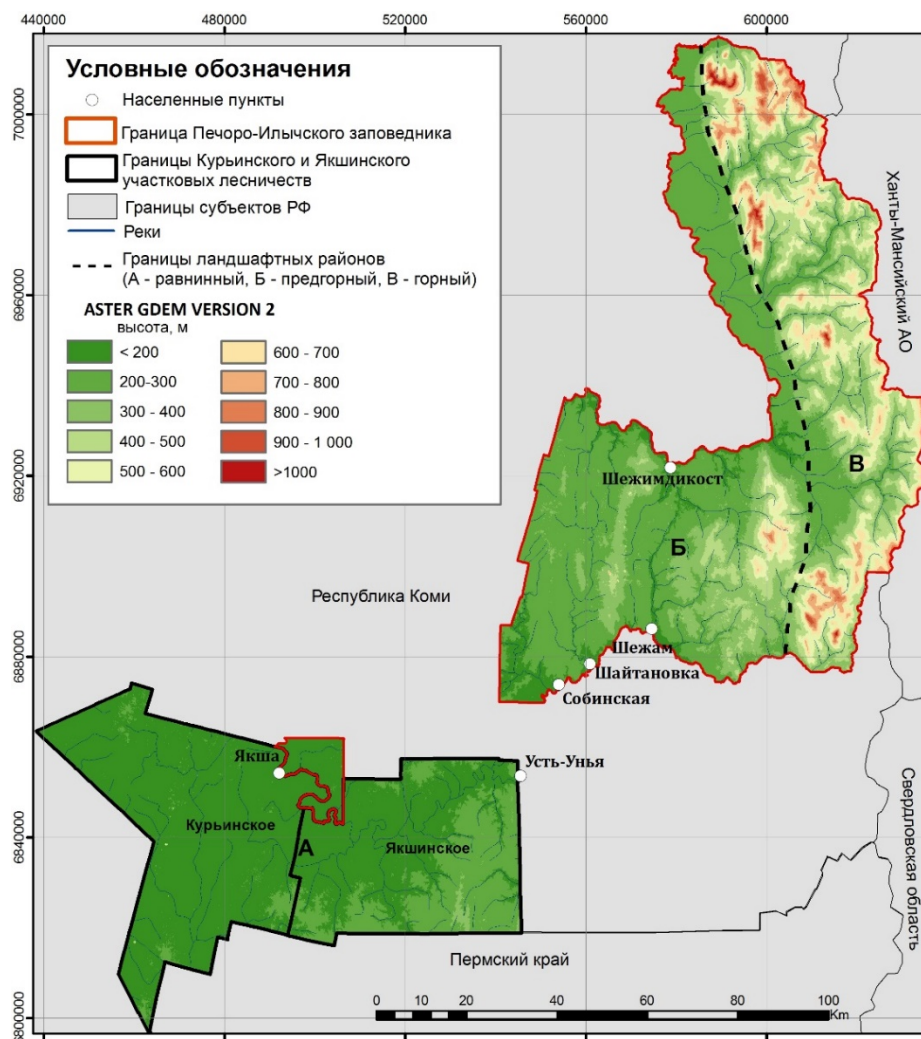 440000 480000 520000 560000 600000
Условные обозначения
Населенные пункты
Граница Печоро-Илычского заповедника
Границы Курьинского и Якшинского
участковых лесничеств
Границы субъектов РФ
Реки
Границы ландшафтных районов
(А - равнинный, Б - предгорный, В - горный)
ASTER GDEM VERSION 2
высота, м
< 200
200-300
300 - 400
400 - 500
500 - 600
600 - 700
700 - 800
800 - 900
900 - 1 000
>1000
7000000
6960000
6920000
6880000
6840000
6800000
Ханты-Мансийский АО
В
Шежимдикост
Б
Республика Коми
Шежам
Шайтановка
Собинская
Якша
Усть-Унья
Курьинское
А
Якшинское
Свердловская область
Пермский край
0 10 20 40 60 80 100
Km